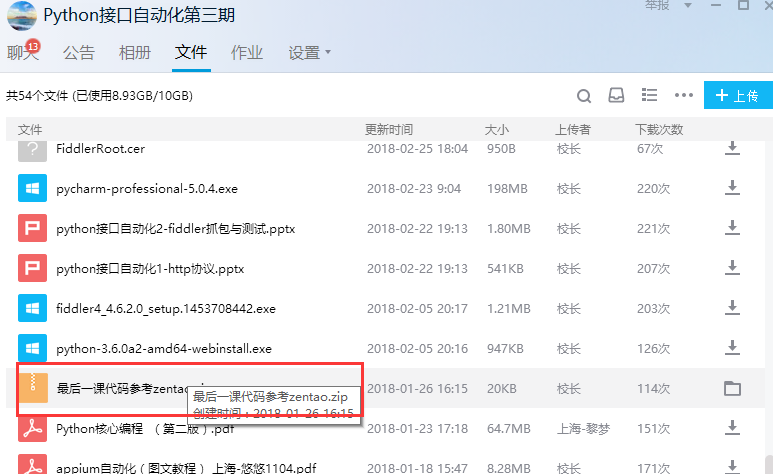 Python接口自动化第三期
举报
聊天 13 公告 相册 文件 作业 设置
共54个文件 (已使用8.93GB/10GB)
上传
文件 更新时间 大小 上传者 下载次数
FiddlerRoot.cer 2018-02-25 18:04 950B 校长 67次
pycharm-professional-5.0.4.exe 2018-02-23 9:04 198MB 校长 220次
python接口自动化2-fiddler抓包与测试.pptx 2018-02-22 19:13 1.80MB 校长 221次
python接口自动化1-http协议.pptx 2018-02-22 19:13 541KB 校长 207次
fiddler4_4.6.2.0_setup.1453708442.exe 2018-02-05 20:17 1.21MB 校长 203次
python-3.6.0a2-amd64-webinstall.exe 2018-02-05 20:16 947KB 校长 126次
最后一课代码参考zentao.zip 2018-01-26 16:15 20KB 校长 114次
最后一课代码参考zentao.zip
创建时间：2018-01-26 16:15
Python核心编程 （第二版）.pdf 2018-01-23 17:18 64.7MB 上海-黎梦 151次
appium自动化（图文教程）上海-悠悠1104.pdf 2018-01-18 15:47 8.28MB 校长 171次